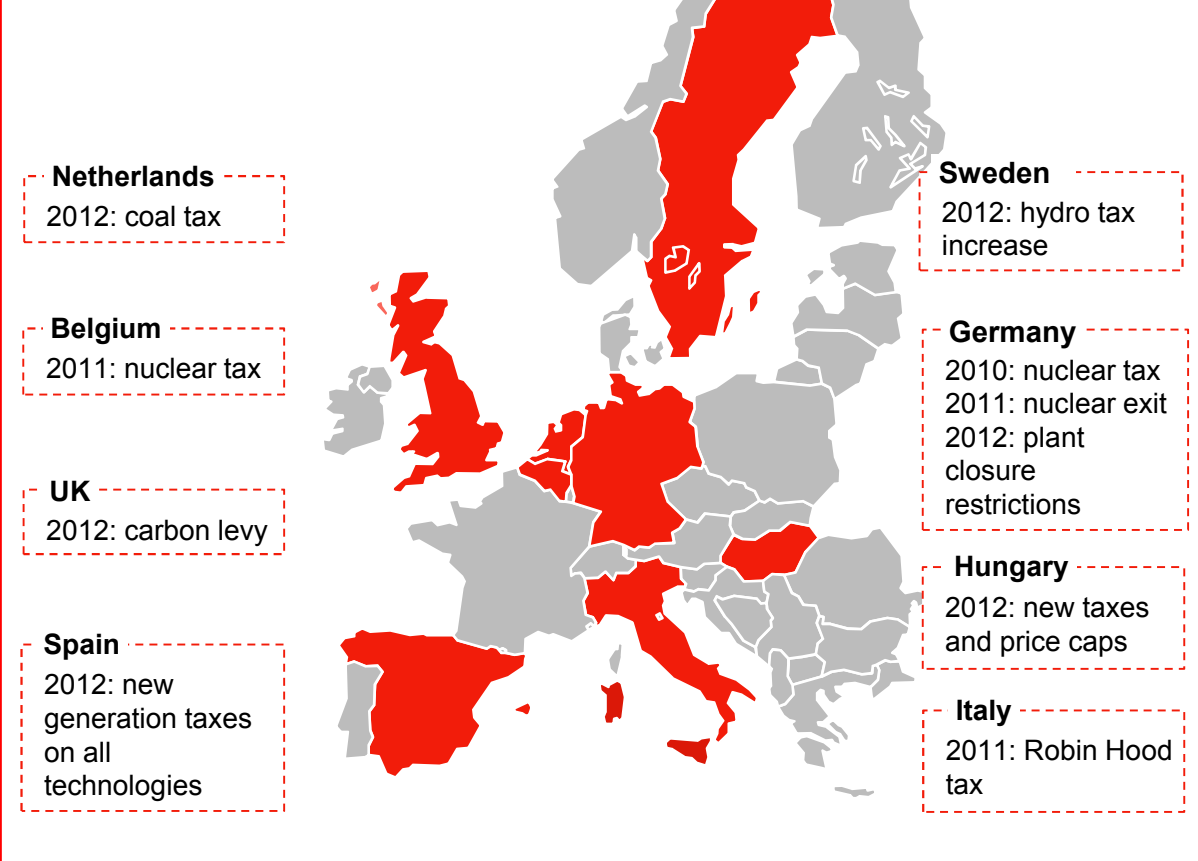 Netherlands
2012: coal tax
Belgium
2011: nuclear tax
UK
2012: carbon levy
Spain
2012: new
generation taxes
on all
technologies
Sweden
2012: hydro tax
increase
Germany
2010: nuclear tax
2011: nuclear exit
2012: plant
closure
restrictions
Hungary
2012: new taxes
and price caps
Italy
2011: Robin Hood
tax